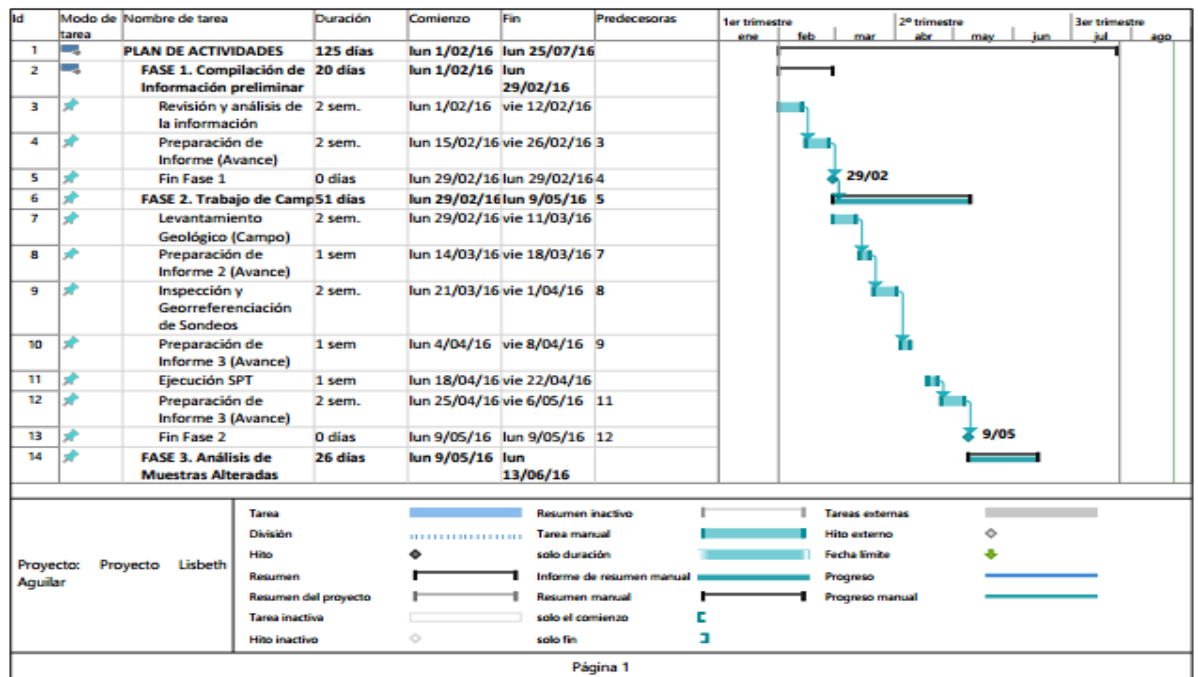 Id Modo de tarea Nombre de tarea Duración Comienzo Fin Predecesoras
1er trimestre 2º trimestre 3er trimestre
ene feb mar abr may jun jul ago
1 PLAN DE ACTIVIDADES 125 días lun 1/02/16 lun 25/07/16
2 FASE 1. Compilación de Información preliminar 20 días lun 1/02/16 lun 29/02/16
3 Revisión y análisis de la información 2 sem. lun 1/02/16 vie 12/02/16
4 Preparación de Informe (Avance) 2 sem. lun 15/02/16 vie 26/02/16 3
5 Fin Fase 1 0 días lun 29/02/16 lun 29/02/16 4
29/02
6 FASE 2. Trabajo de Camp 51 días lun 29/02/16 lun 9/05/16 5
7 Levantamiento Geológico (Campo) 2 sem. lun 29/02/16 vie 11/03/16
8 Preparación de Informe 2 (Avance) 1 sem lun 14/03/16 vie 18/03/16 7
9 Inspección y Georreferenciación de Sondeos 2 sem. lun 21/03/16 vie 1/04/16 8
10 Preparación de Informe 3 (Avance) 1 sem lun 4/04/16 vie 8/04/16 9
11 Ejecución SPT 1 sem lun 18/04/16 vie 22/04/16
12 Preparación de Informe 3 (Avance) 2 sem. lun 25/04/16 vie 6/05/16 11
13 Fin Fase 2 0 días lun 9/05/16 lun 9/05/16 12
9/05
14 FASE 3. Análisis de Muestras Alteradas 26 días lun 9/05/16 lun 13/06/16
Proyecto: Proyecto Lisbeth
Aguilar
Tarea Resumen inactivo Tareas externas
División Tarea manual Hito externo
Hito solo duración Fecha límite
Resumen Informe de resumen manual Progreso
Resumen del proyecto Resumen manual Progreso manual
Tarea inactiva solo el comienzo
Hito inactivo solo fin
Página 1